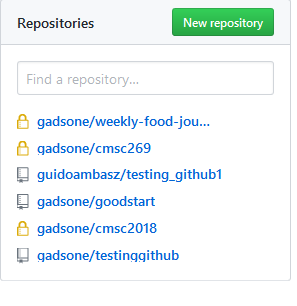 Repositories
New repository
Find a repository...
gadsone/weekly-food-jou...
gadsone/cmsc269
guidoambasz/testing_github1
gadsone/goodstart
gadsone/cmsc2018
gadsone/testinggithub